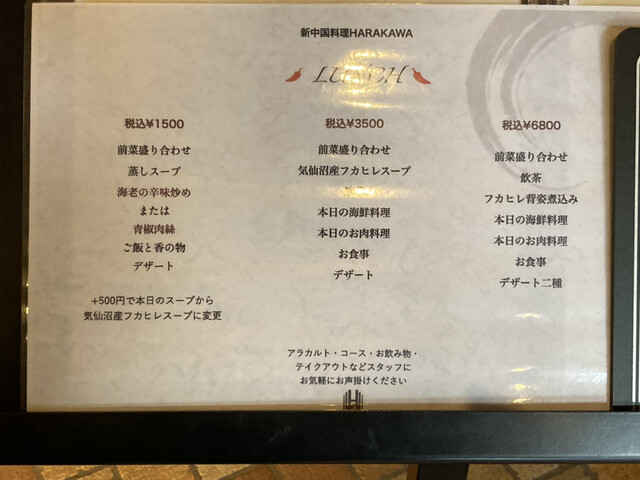 新中国料理HARAKAWA
LUNCH
税込¥1500
前菜盛り合わせ
蒸しスープ
海老の辛味炒め
または
青椒肉絲
ご飯と香の物
デザート
+500円で本日のスープから
気仙沼産フカヒレスープに変更
税込¥3500
前菜盛り合わせ
気仙沼産フカヒレスープ
本日の海鮮料理
本日のお肉料理
お食事
デザート
税込¥6800
前菜盛り合わせ
飲茶
フカヒレ背姿煮込み
本日の海鮮料理
本日のお肉料理
お食事
デザート二種
アラカルト・コース・お飲み物・
テイクアウトなどスタッフに
お気軽にお声掛けください